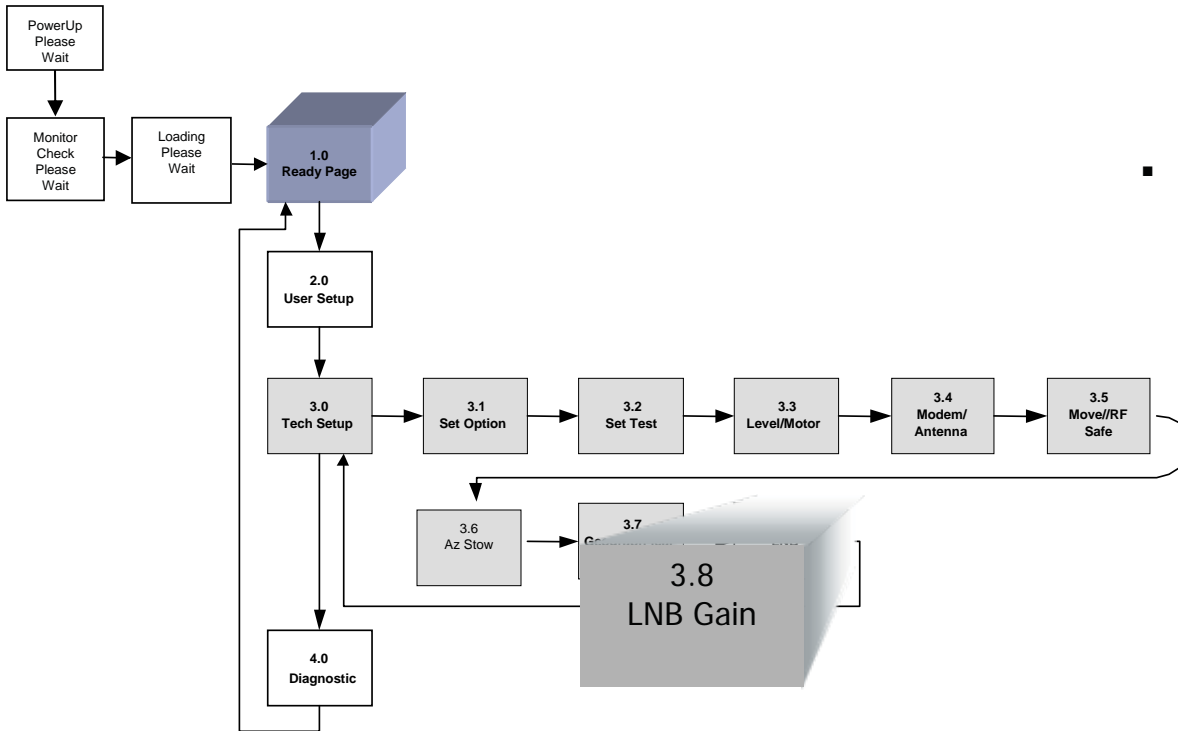 PowerUp
Please
Wait
Monitor
Check
Please
Wait
Loading
Please
Wait
1.0
Ready Page
2.0
User Setup
3.0
Tech Setup
3.1
Set Option
3.2
Set Test
3.3
Level/Motor
3.4
Modem/
Antenna
3.5
Move//RF
Safe
3.6
Az Stow
3.7
3.8
LNB Gain
4.0
Diagnostic